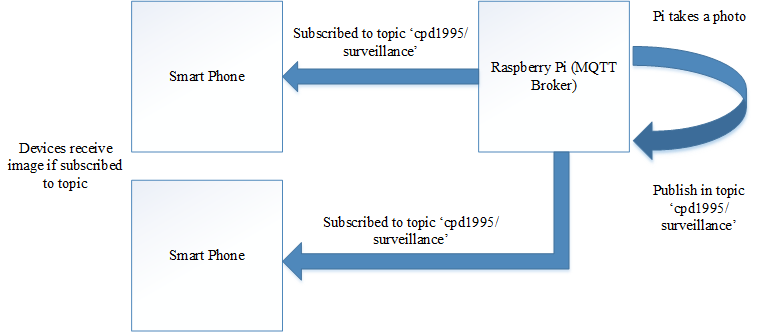 Pi takes a photo
Subscribed to topic ‘cpd1995/
surveillance’
Smart Phone
Raspberry Pi (MQTT
Broker)
Devices receive
image if subscribed
to topic
Publish in topic
‘cpd1995/
surveillance’
Subscribed to topic ‘cpd1995/
surveillance’
Smart Phone